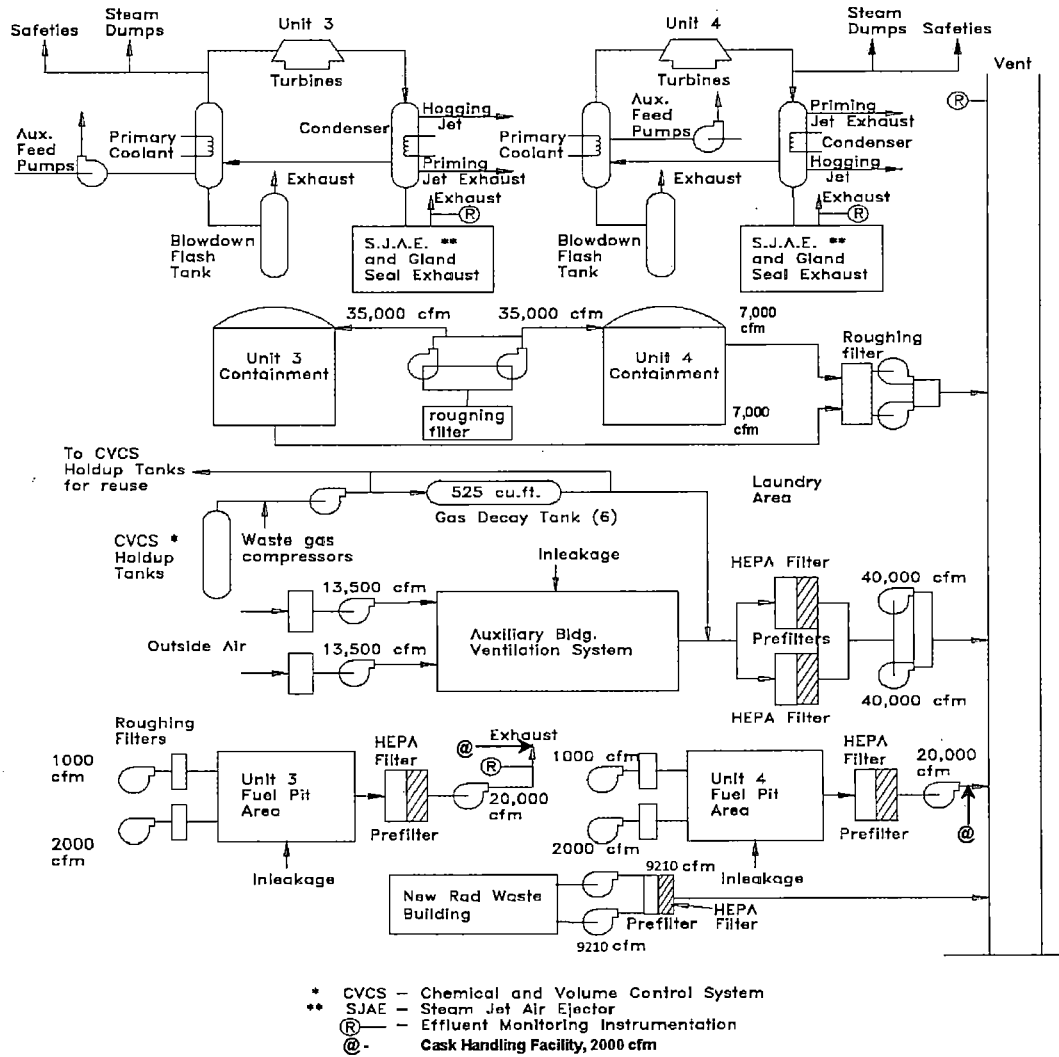 Steam
Dumps
Safeties
Unit 3
Turbines
Unit 4
Turbines
Steam
Dumps
Safeties
Vent
R
Aux.
Feed
Pumps
Primary
Coolant
Condenser
Hogging
Jet
Priming
Jet Exhaust
Primary
Coolant
Aux.
Feed
Pumps
Priming
Jet Exhaust
Condenser
Hogging
Jet
Exhaust
Exhaust
R
Exhaust
Exhaust
R
Blowdown
Flash
Tank
S.J.A.E. **
and Gland
Seal Exhaust
Blowdown
Flash
Tank
S.J.A.E. **
and Gland
Seal Exhaust
35,000 cfm
35,000 cfm
7,000
cfm
Unit 3
Containment
rougning
filter
Unit 4
Containment
7,000
cfm
Roughing
filter
To CVCS
Holdup Tanks
for reuse
525 cu.ft.
Gas Decay Tank (6)
Laundry
Area
CVCS *
Holdup
Tanks
Waste gas
compressors
Inleakage
13,500 cfm
Outside Air
13,500 cfm
Auxiliary Bldg.
Ventilation System
HEPA Filter
Prefilters
HEPA Filter
40,000 cfm
40,000 cfm
Roughing
Filters
1000
cfm
2000
cfm
Unit 3
Fuel Pit
Area
Inleakage
HEPA
Filter
Prefilter
@
Exhaust
R
20,000
cfm
1000
cfm
2000 cfm
Unit 4
Fuel Pit
Area
Inleakage
HEPA
Filter
Prefilter
20,000
cfm
@
New Rad Waste
Building
9210 cfm
9210 cfm
Prefilter
HEPA
Filter
* CVCS – Chemical and Volume Control System
** SJAE – Steam Jet Air Ejector
R – Effluent Monitoring Instrumentation
@ - Cask Handling Facility, 2000 cfm